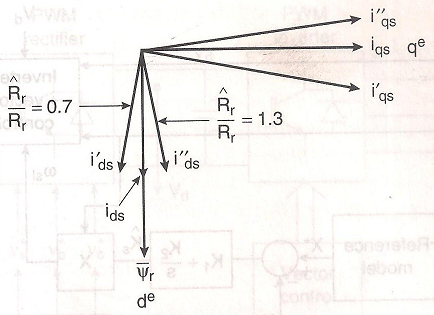 i″qs
iqs qᵉ
i′qs
R̂r/Rr = 0.7
R̂r/Rr = 1.3
i′ds
i″ds
ids
ψ̅r
dᵉ